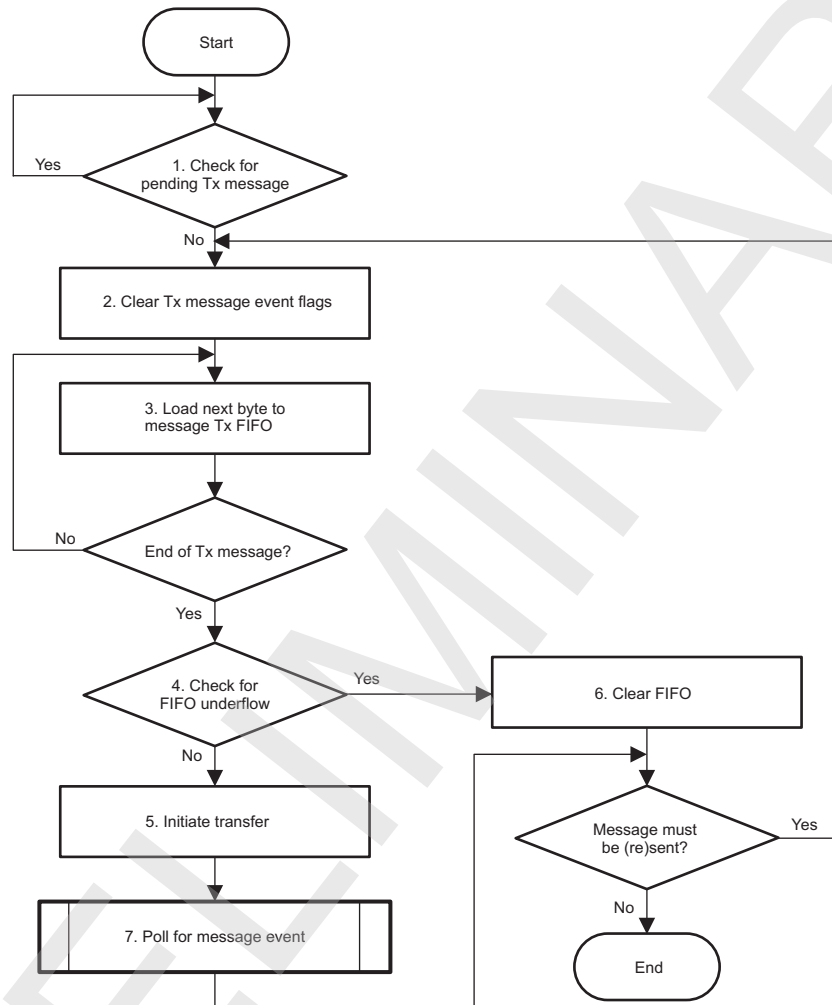 Start
Yes
1. Check for
pending Tx message
No
2. Clear Tx message event flags
3. Load next byte to
message Tx FIFO
No
End of Tx message?
Yes
4. Check for
FIFO underflow
Yes
6. Clear FIFO
No
5. Initiate transfer
Message must
be (re)sent?
Yes
7. Poll for message event
No
End
ELIMINAR